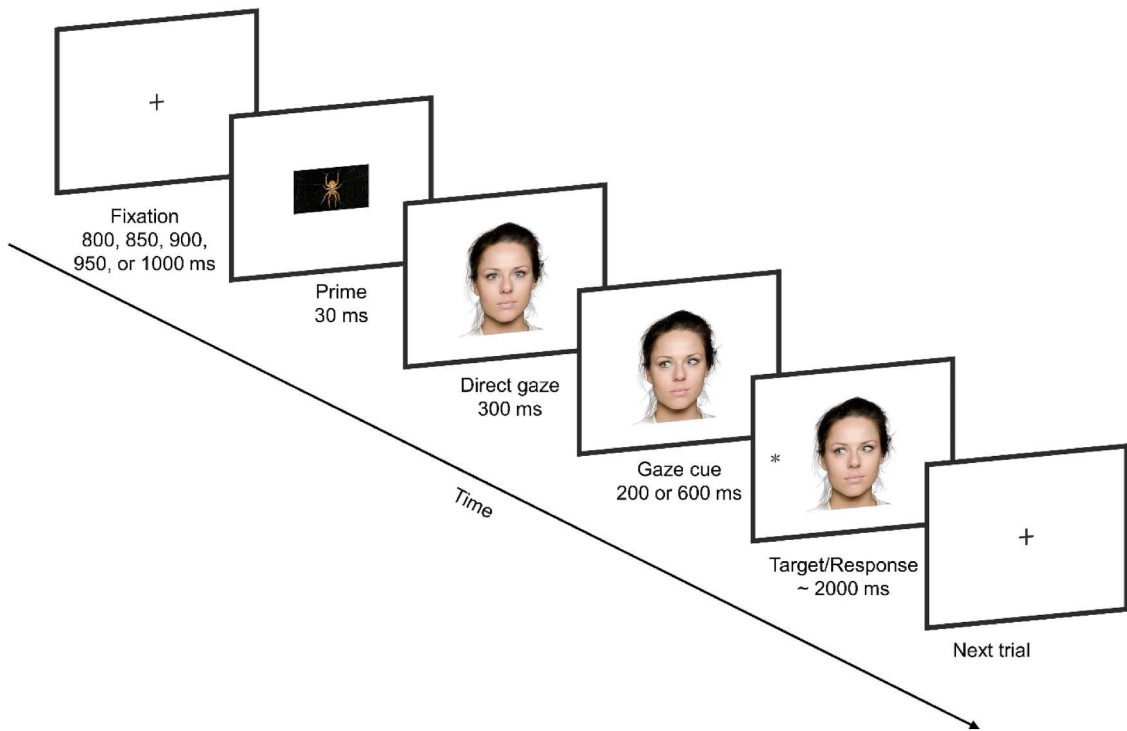 +
Fixation
800, 850, 900,
950, or 1000 ms
Prime
30 ms
Direct gaze
300 ms
Gaze cue
200 or 600 ms
*
Target/Response
~ 2000 ms
+
Next trial
Time